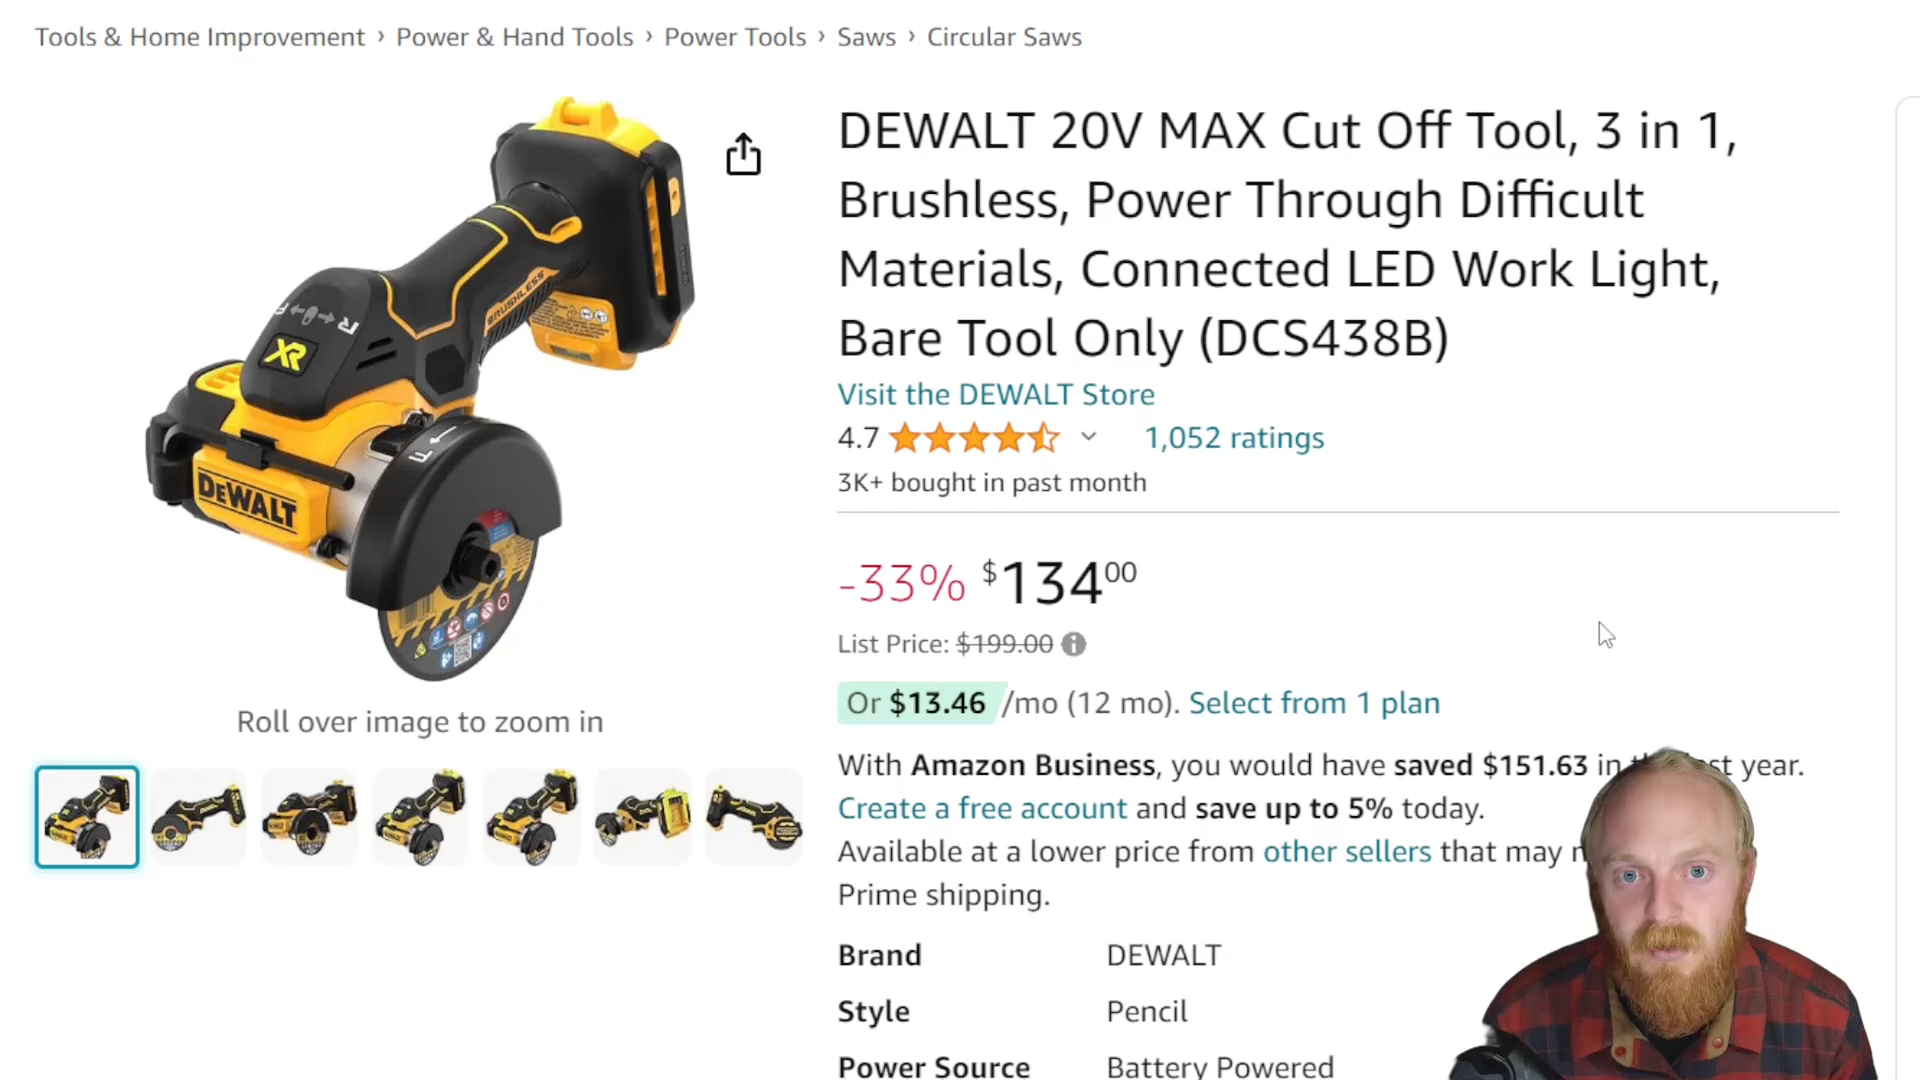 Tools & Home Improvement › Power & Hand Tools › Power Tools › Saws › Circular Saws
DEWALT 20V MAX Cut Off Tool, 3 in 1,
Brushless, Power Through Difficult
Materials, Connected LED Work Light,
Bare Tool Only (DCS438B)
Visit the DEWALT Store
4.7 1,052 ratings
3K+ bought in past month
-33% $13400
List Price: $199.00
Or $13.46 /mo (12 mo). Select from 1 plan
With Amazon Business, you would have saved $151.63 in year.
Create a free account and save up to 5% today.
Available at a lower price from other sellers that may
Prime shipping.
Brand DEWALT
Style Pencil
Power Source Battery Powered
F R
XR
BRUSHLESS
DEWALT
F
Roll over image to zoom in